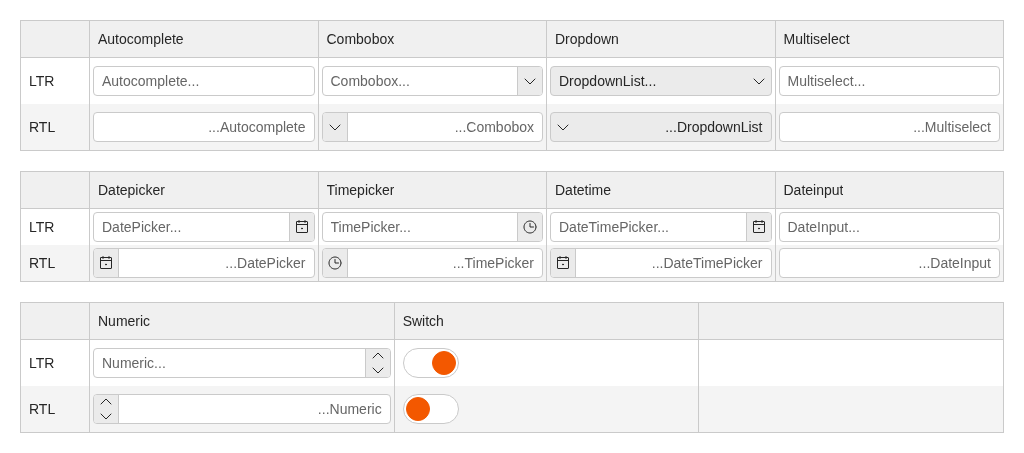 Autocomplete Combobox Dropdown Multiselect
LTR Autocomplete... Combobox... DropdownList... Multiselect...
RTL ...Autocomplete ...Combobox ...DropdownList ...Multiselect
Datepicker Timepicker Datetime Dateinput
LTR DatePicker... TimePicker... DateTimePicker... DateInput...
RTL ...DatePicker ...TimePicker ...DateTimePicker ...DateInput
Numeric Switch
LTR Numeric...
RTL ...Numeric